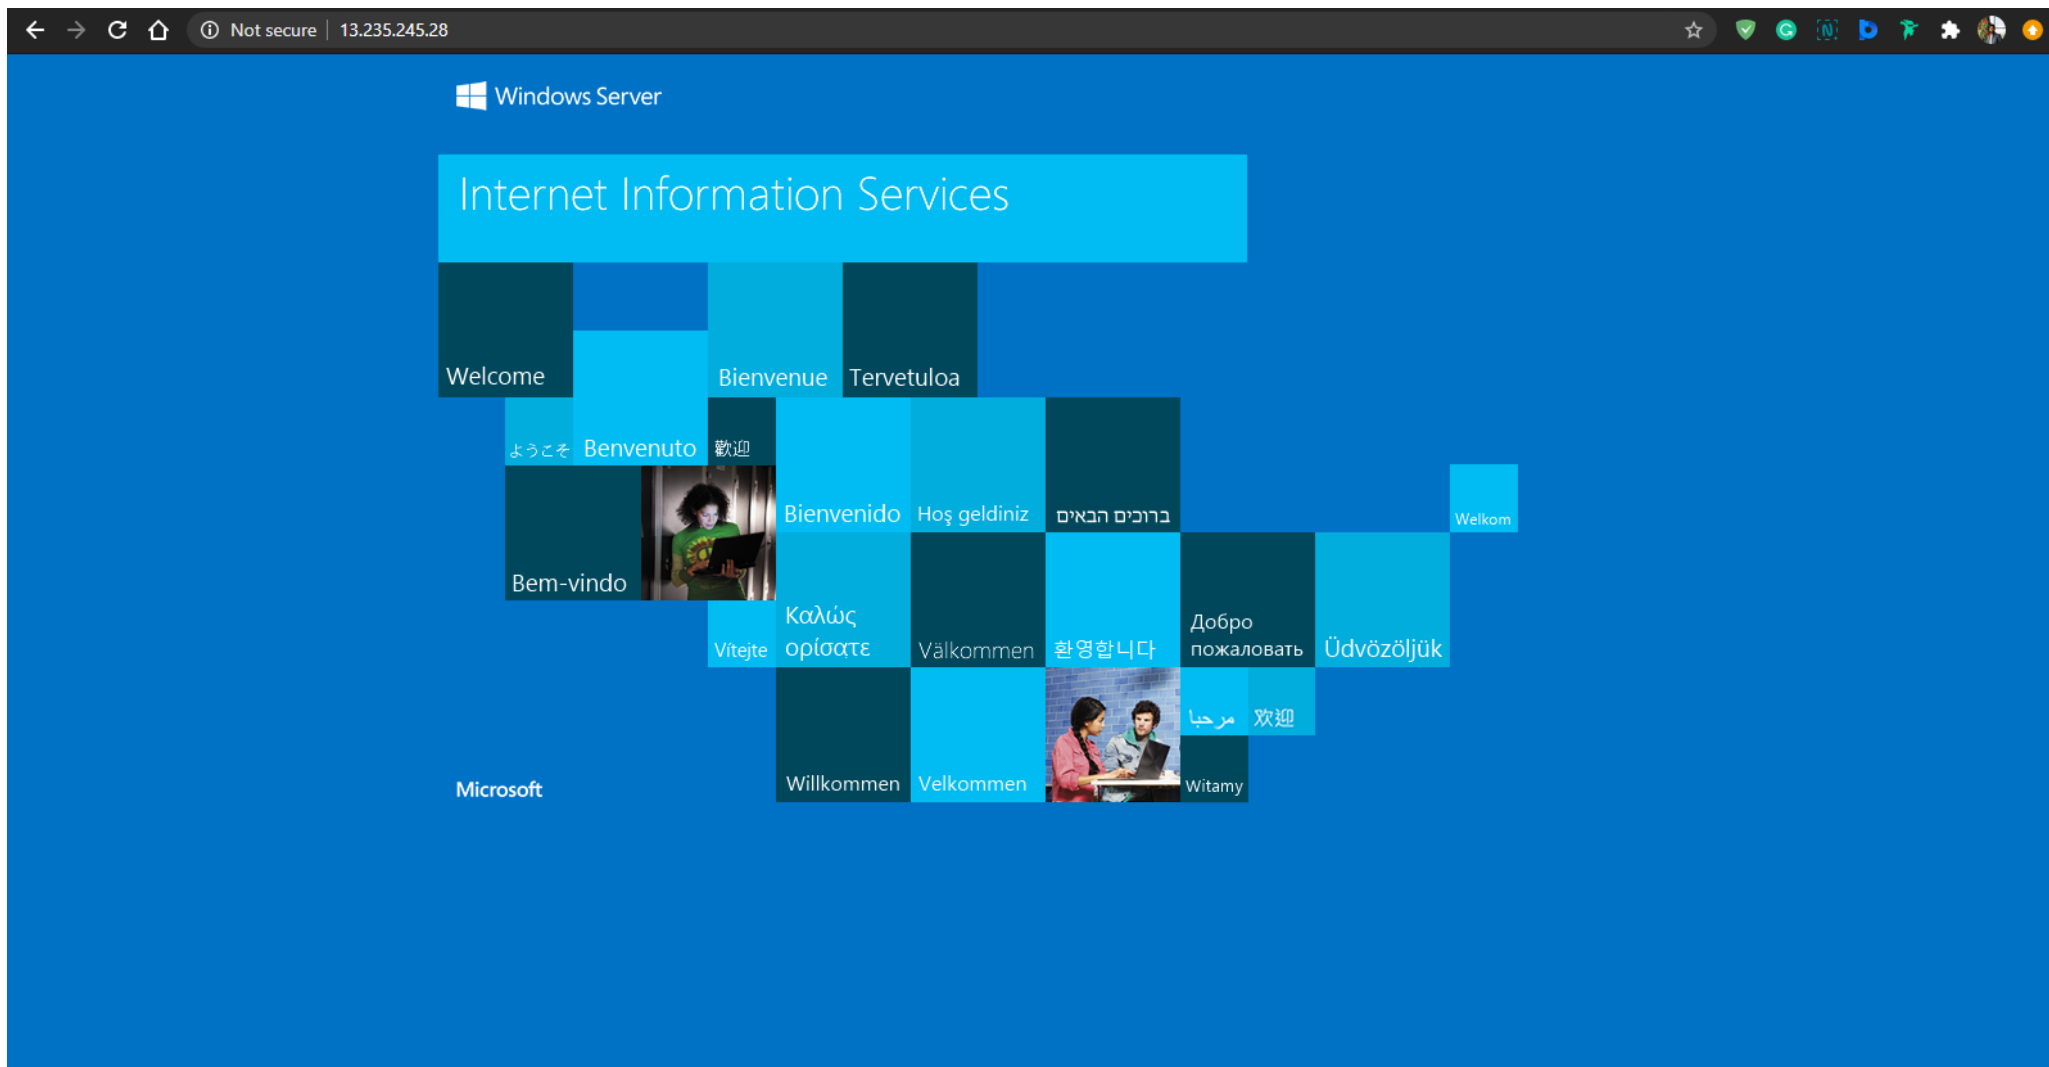 Not secure | 13.235.245.28
Windows Server
Internet Information Services
Welcome
Bienvenue
Tervetuloa
ようこそ
Benvenuto
歡迎
Bienvenido
Hoş geldiniz
ברוכים הבאים
Welkom
Bem-vindo
Vítejte
Καλώς
ορίσατε
Välkommen
환영합니다
Добро
пожаловать
Üdvözöljük
مرحبا
欢迎
Willkommen
Velkommen
Witamy
Microsoft